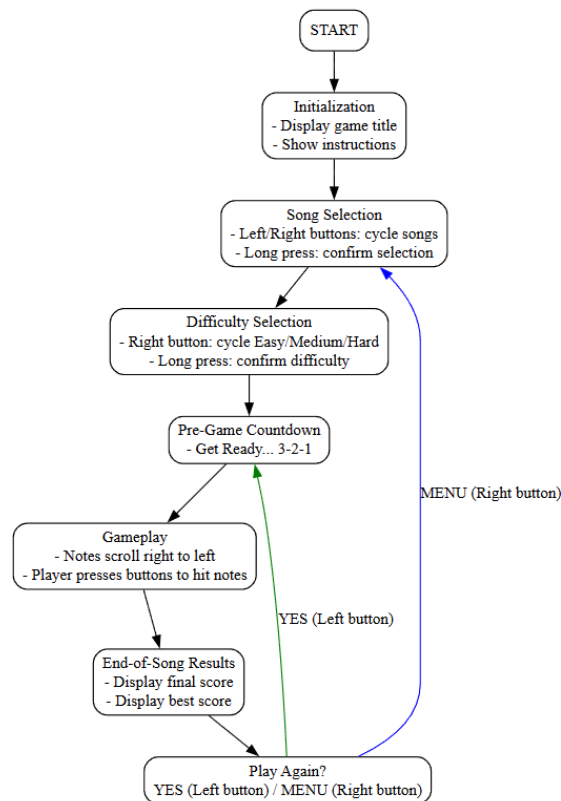 START
Initialization
- Display game title
- Show instructions
Song Selection
- Left/Right buttons: cycle songs
- Long press: confirm selection
Difficulty Selection
- Right button: cycle Easy/Medium/Hard
- Long press: confirm difficulty
Pre-Game Countdown
- Get Ready... 3-2-1
MENU (Right button)
Gameplay
- Notes scroll right to left
- Player presses buttons to hit notes
YES (Left button)
End-of-Song Results
- Display final score
- Display best score
Play Again?
YES (Left button) / MENU (Right button)